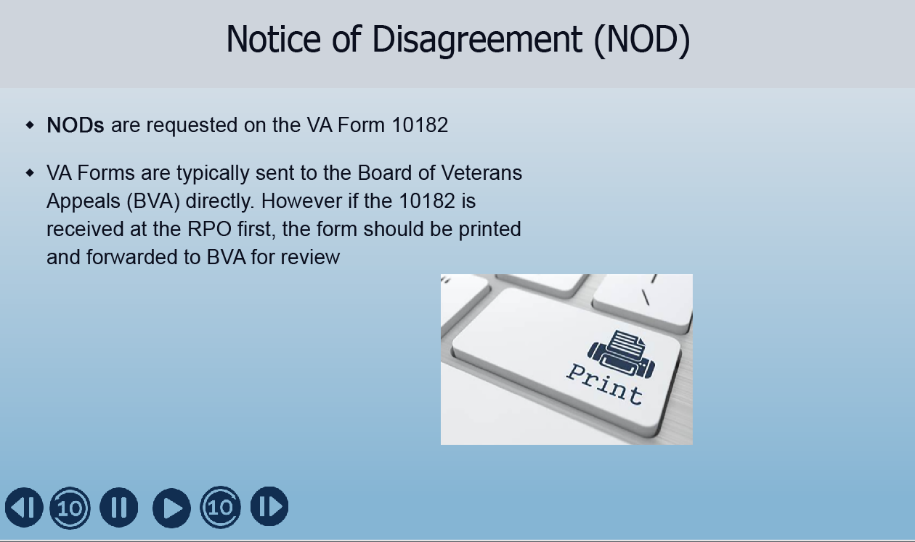 Notice of Disagreement (NOD)
NODs are requested on the VA Form 10182
VA Forms are typically sent to the Board of Veterans
Appeals (BVA) directly. However if the 10182 is
received at the RPO first, the form should be printed
and forwarded to BVA for review
Print
10
10